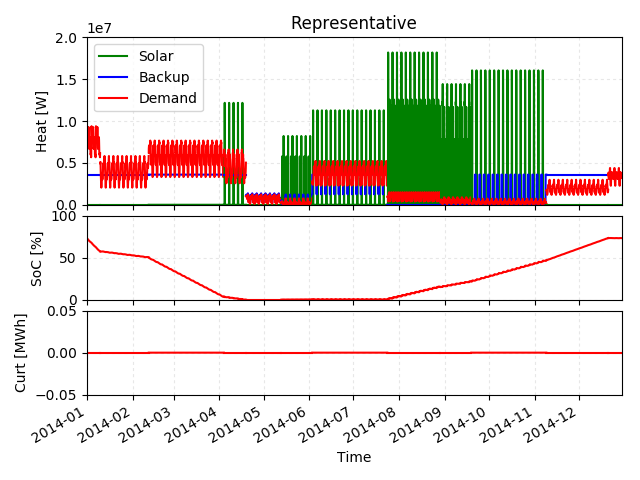 Representative
1e7
2.0
1.5
1.0
0.5
0.0
Heat [W]
Solar
Backup
Demand
100
50
0
SoC [%]
0.05
0.00
−0.05
Curt [MWh]
2014-01
2014-02
2014-03
2014-04
2014-05
2014-06
2014-07
2014-08
2014-09
2014-10
2014-11
2014-12
Time